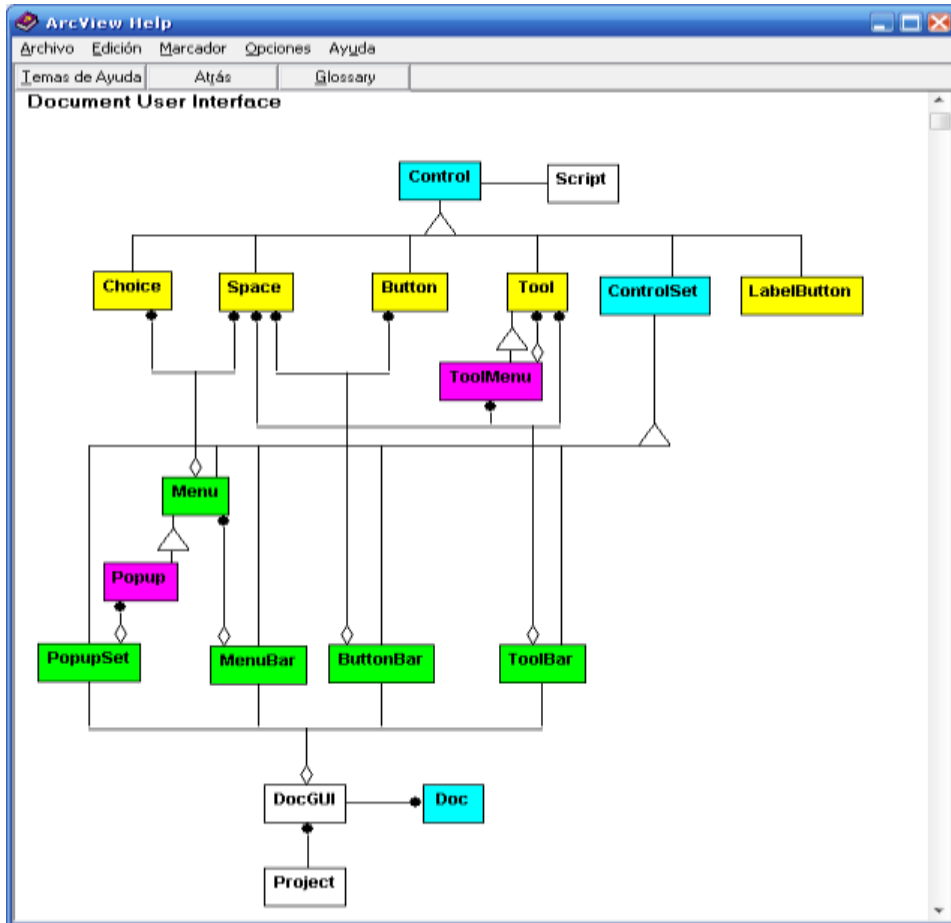 ArcView Help
Archivo Edición Marcador Opciones Ayuda
Temas de Ayuda Atrás Glossary
Document User Interface
Control Script
Choice Space Button Tool ControlSet LabelButton
ToolMenu
Menu
Popup
PopupSet MenuBar ButtonBar ToolBar
DocGUI Doc
Project